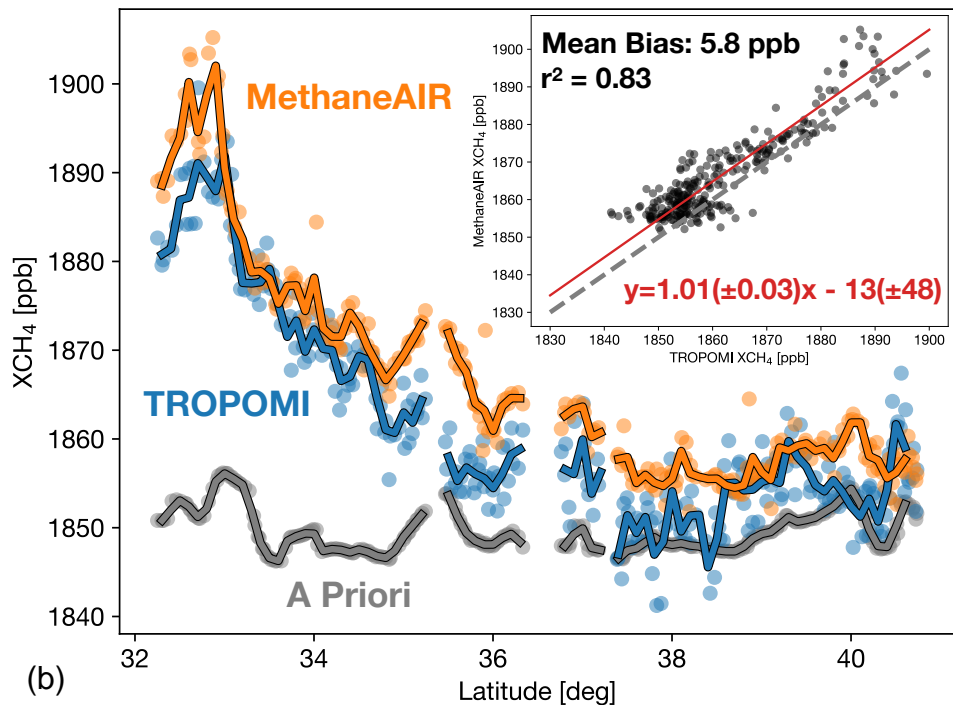 MethaneAIR
TROPOMI
A Priori
XCH₄ [ppb]
1900
1890
1880
1870
1860
1850
1840
32
34
36
38
40
Latitude [deg]
(b)
Mean Bias: 5.8 ppb
r² = 0.83
y=1.01(±0.03)x - 13(±48)
MethaneAIR XCH₄ [ppb]
1900
1890
1880
1870
1860
1850
1840
1830
1830
1840
1850
1860
1870
1880
1890
1900
TROPOMI XCH₄ [ppb]